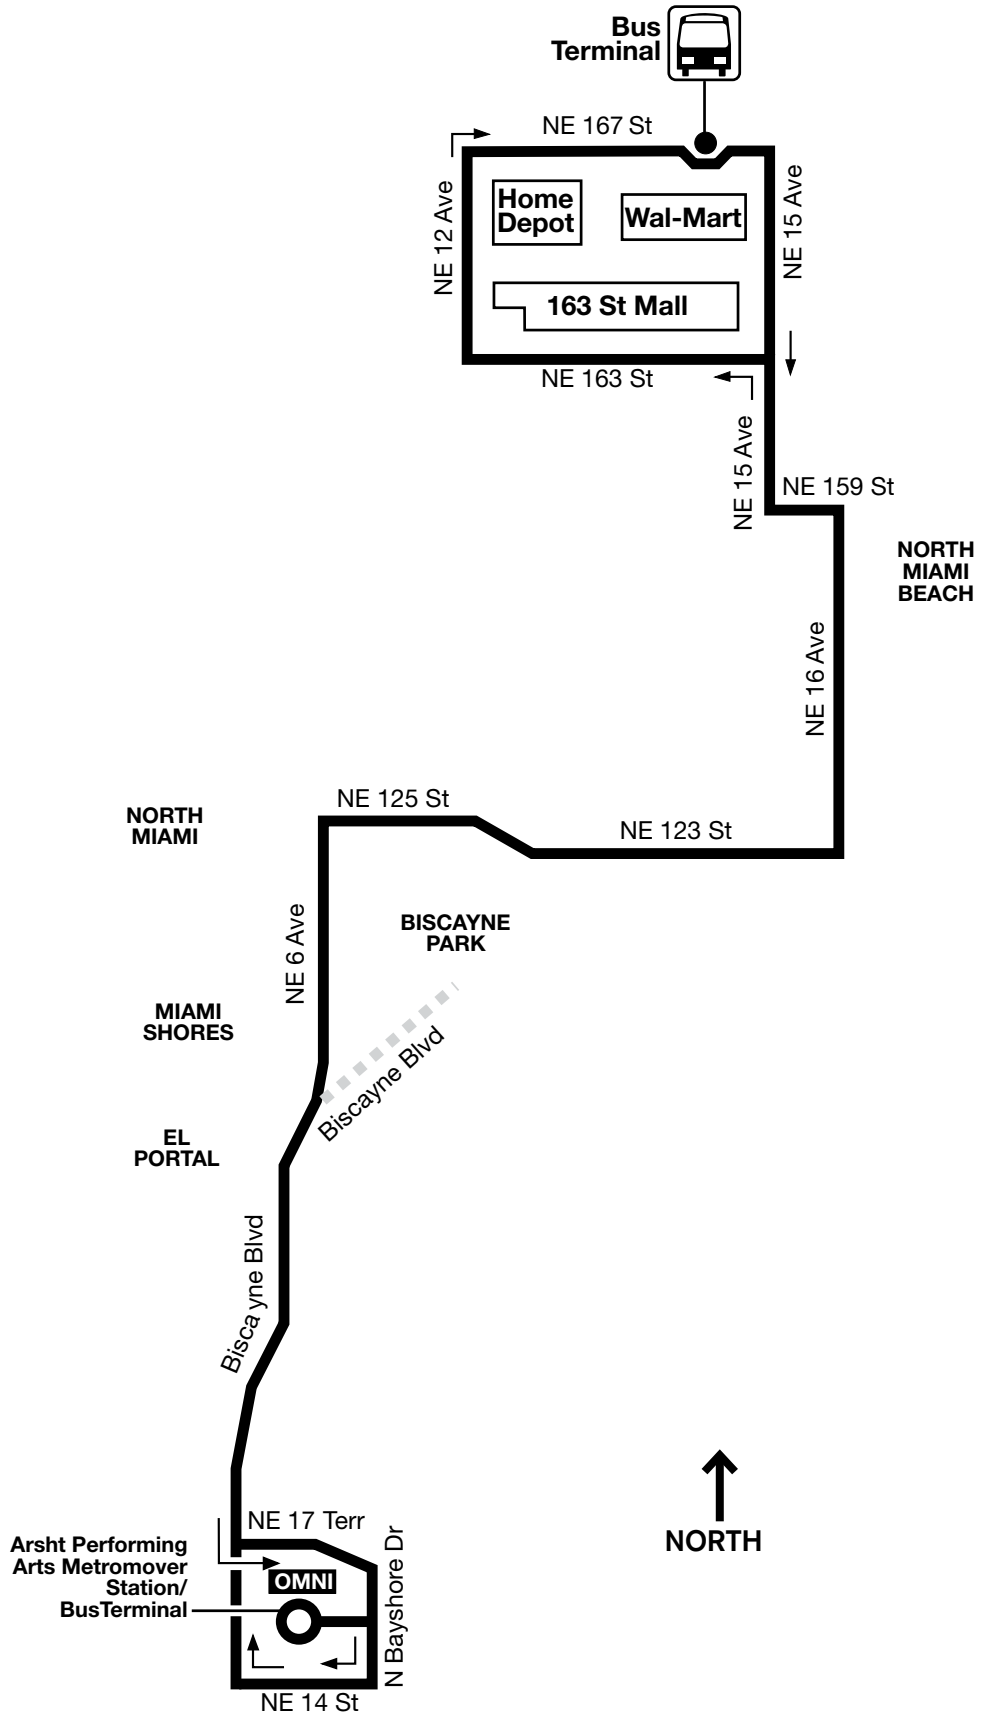 Bus
Terminal
NE 167 St
NE 12 Ave
Home
Depot
Wal-Mart
NE 15 Ave
163 St Mall
NE 163 St
NE 15 Ave
NE 159 St
NORTH
MIAMI
BEACH
NE 16 Ave
NE 125 St
NORTH
MIAMI
NE 123 St
NE 6 Ave
BISCAYNE
PARK
MIAMI
SHORES
Biscayne Blvd
EL
PORTAL
Biscayne Blvd
NORTH
NE 17 Terr
Arsht Performing
Arts Metromover
Station/
BusTerminal
OMNI
N Bayshore Dr
NE 14 St